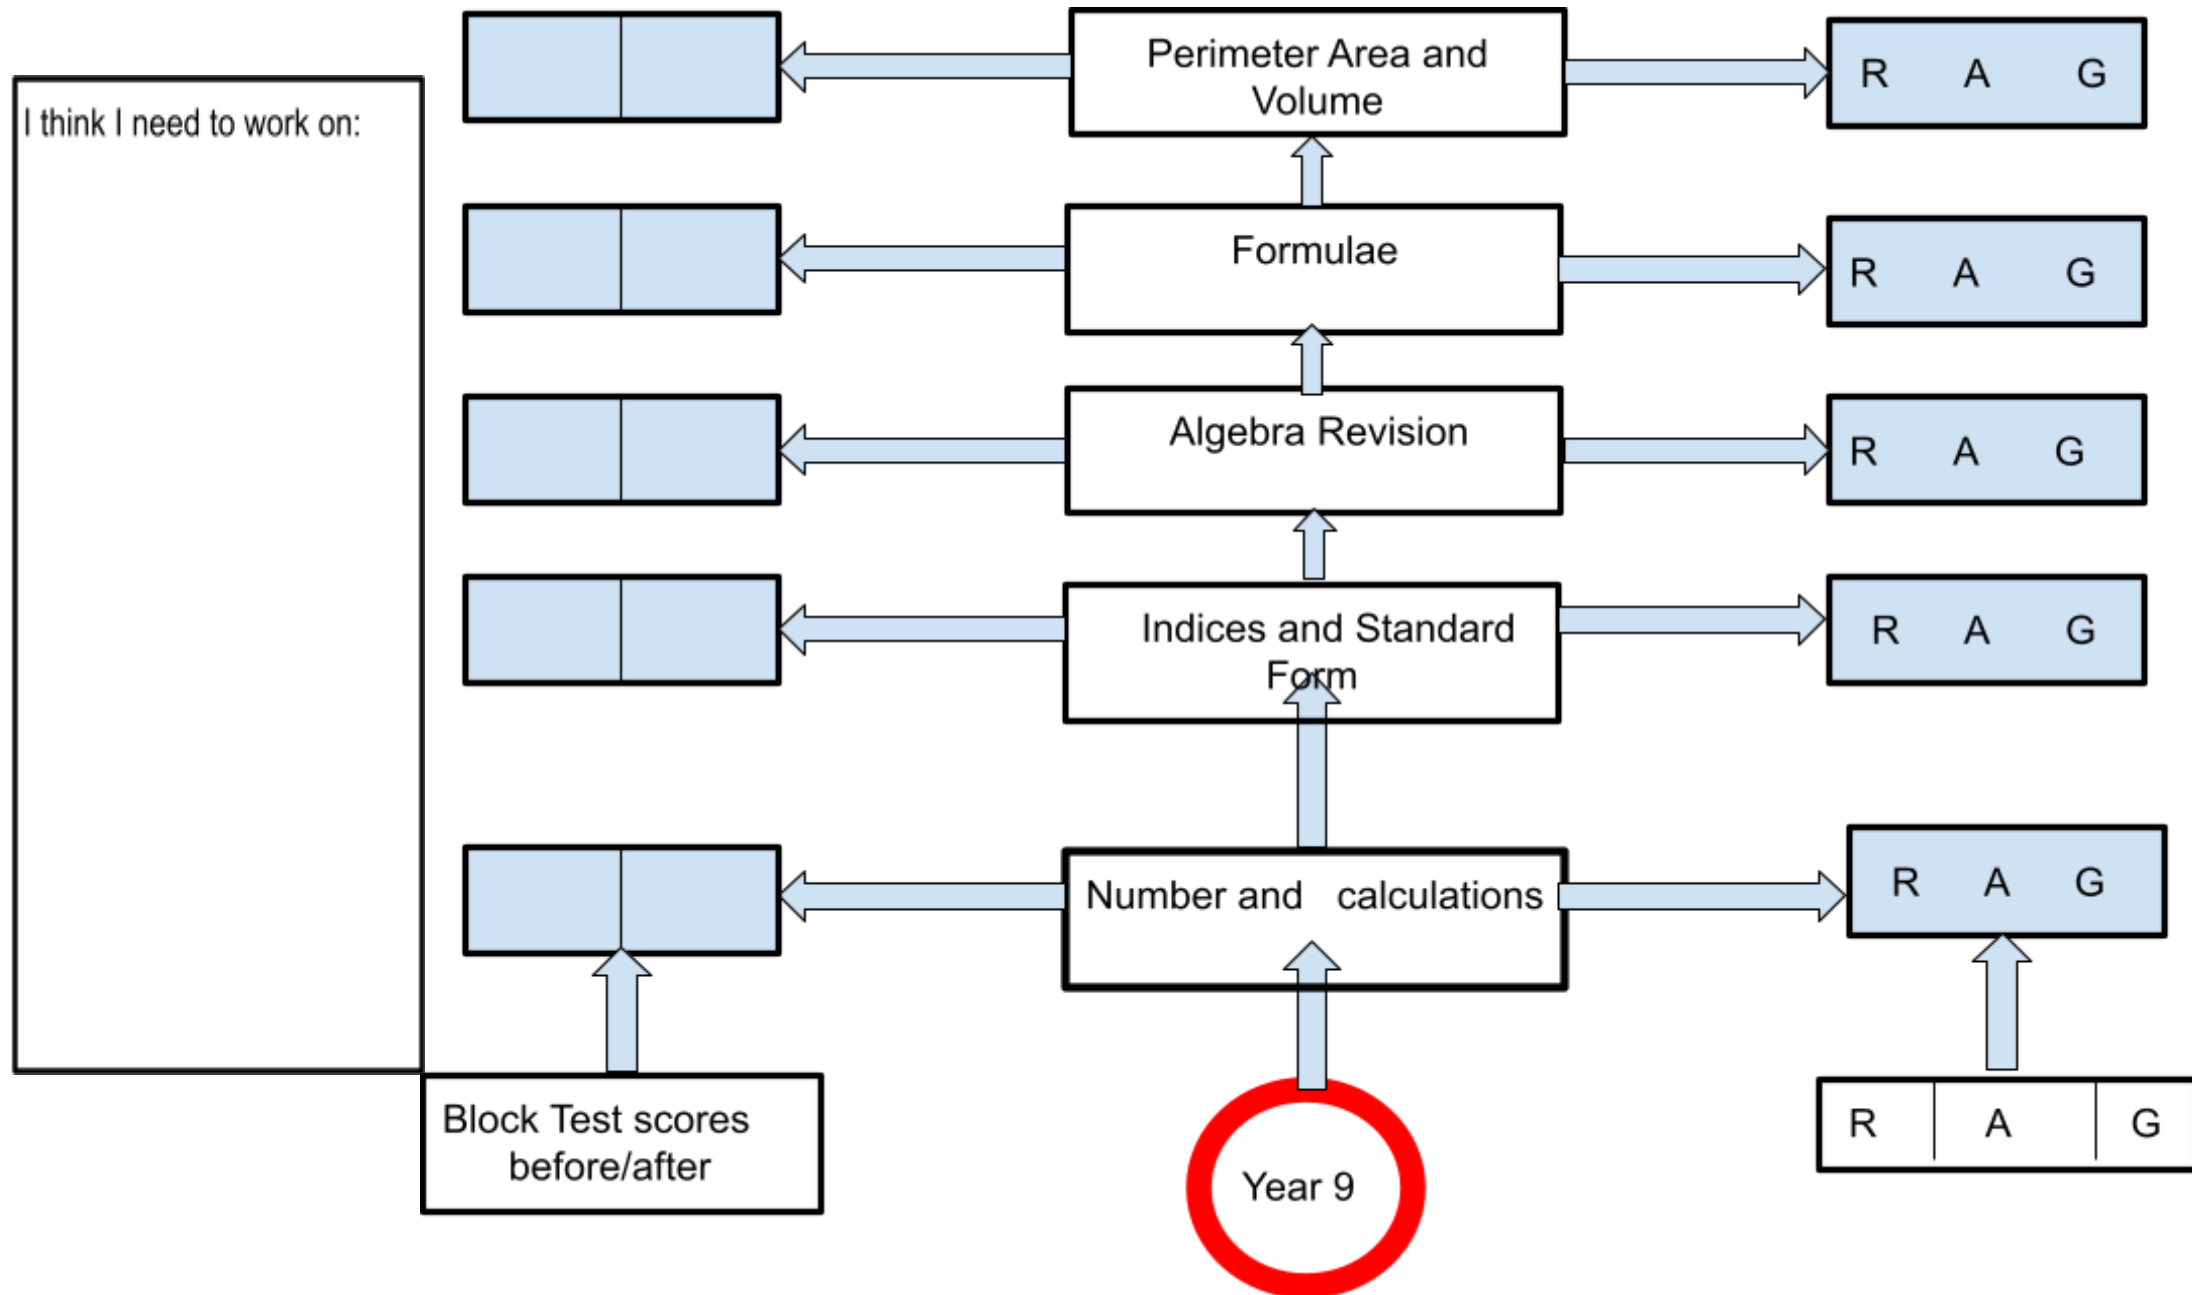 Perimeter Area and
Volume
R A G
I think I need to work on:
Formulae
R A G
Algebra Revision
R A G
Indices and Standard
Form
R A G
Number and calculations
R A G
Block Test scores
before/after
Year 9
R A G